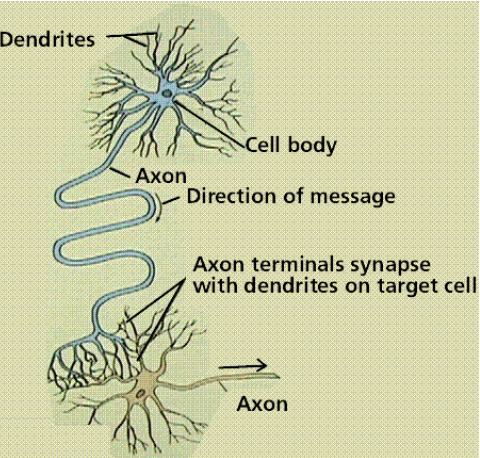 Dendrites
Cell body
Axon
Direction of message
Axon terminals synapse
with dendrites on target cell
Axon